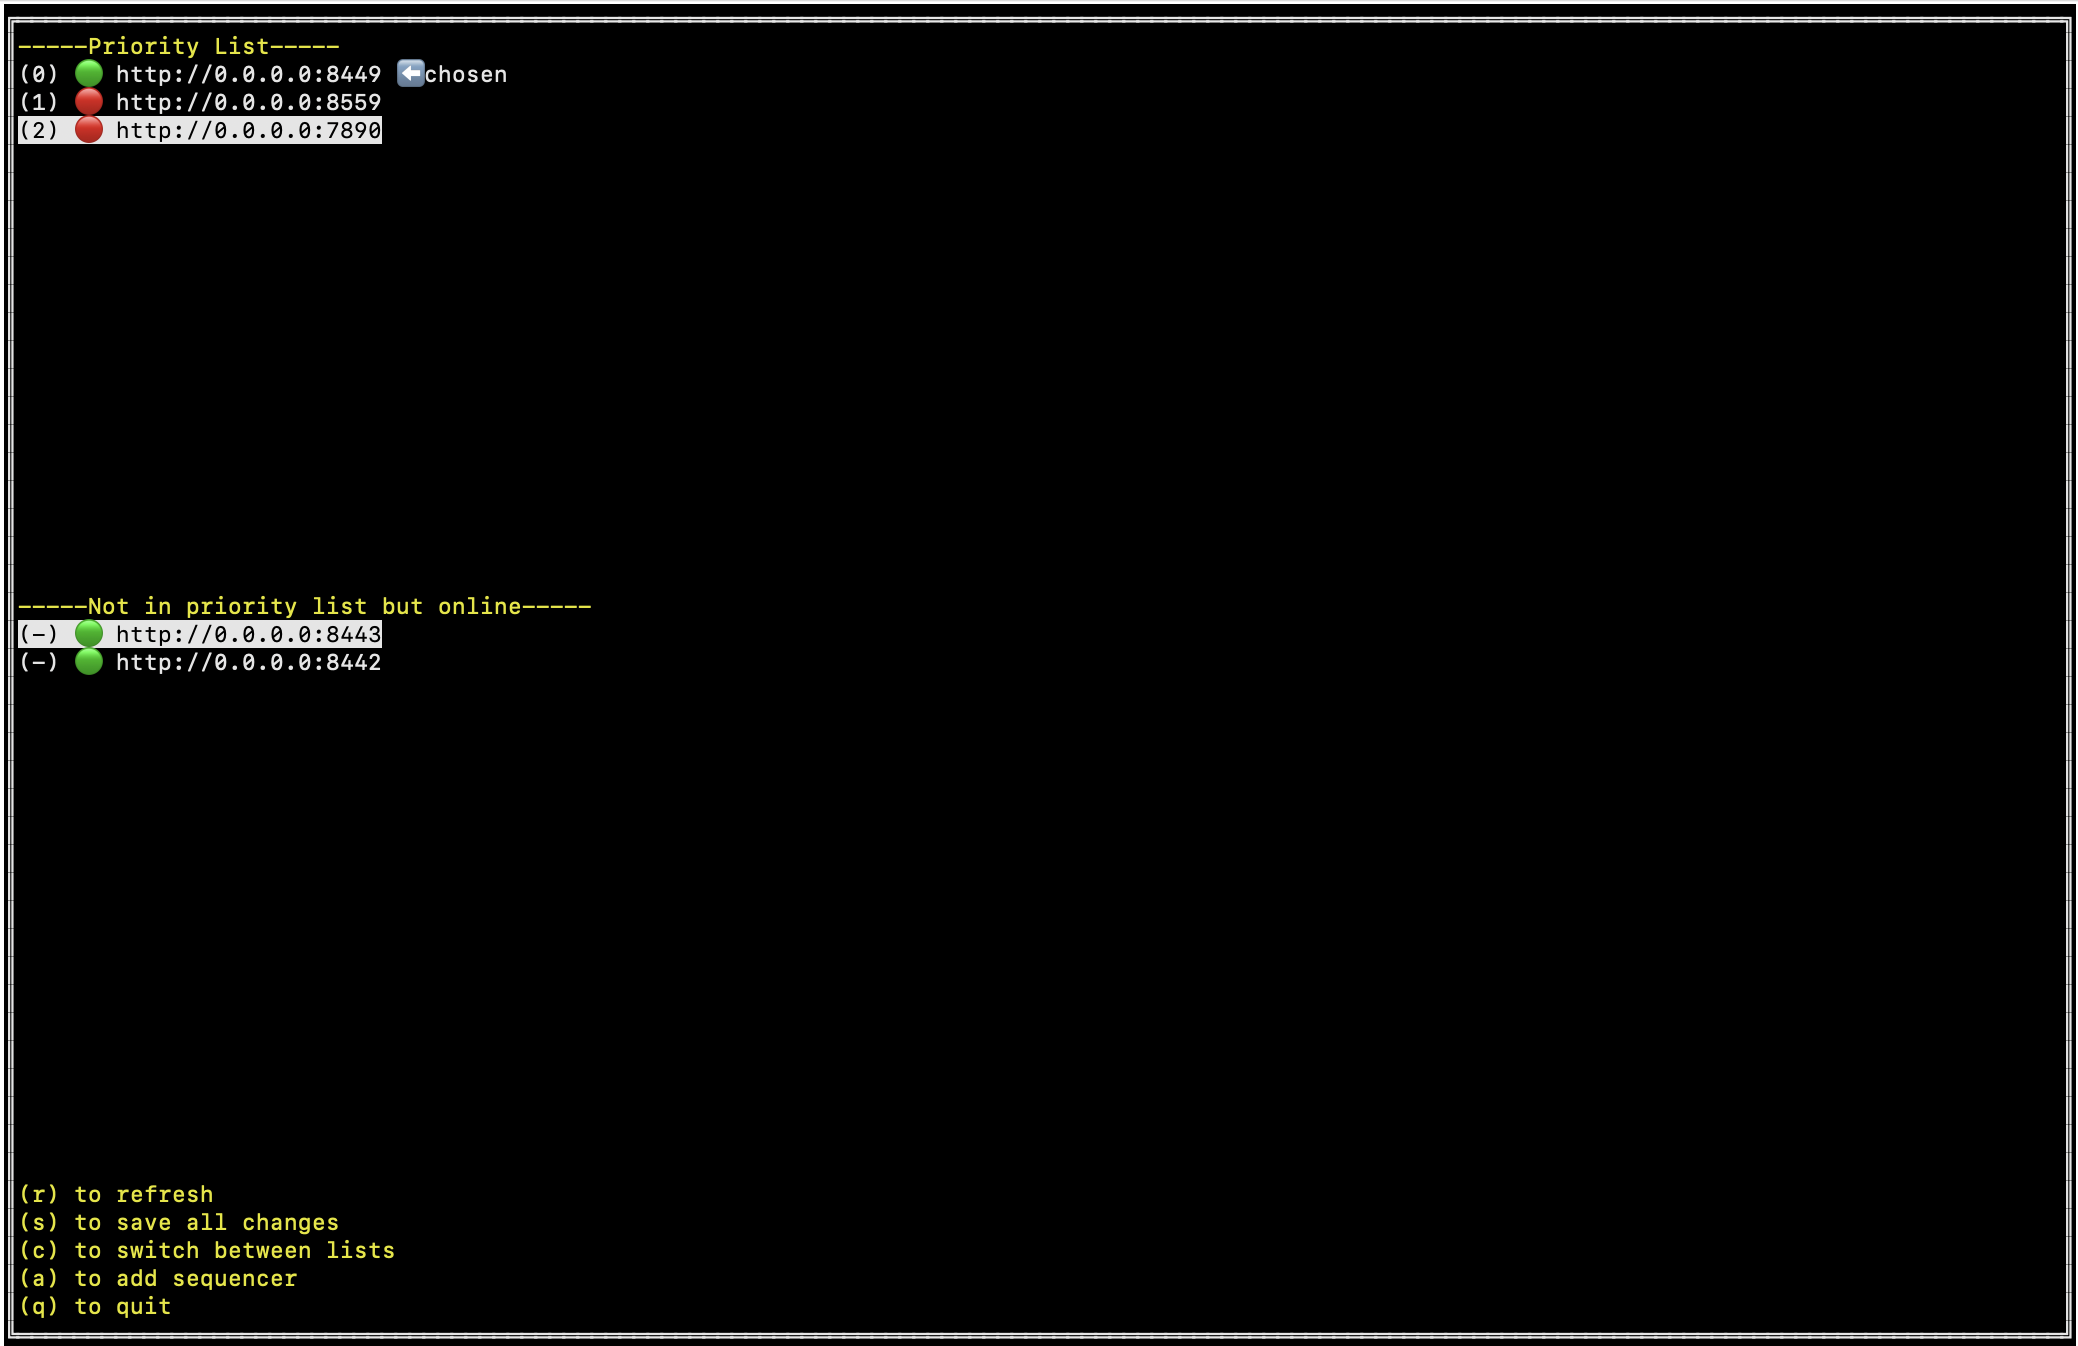 -----Priority List-----
(0) 🟢 http://0.0.0.0:8449 ⬅️chosen
(1) 🔴 http://0.0.0.0:8559
(2) 🔴 http://0.0.0.0:7890
-----Not in priority list but online-----
(-) 🟢 http://0.0.0.0:8443
(-) 🟢 http://0.0.0.0:8442
(r) to refresh
(s) to save all changes
(c) to switch between lists
(a) to add sequencer
(q) to quit